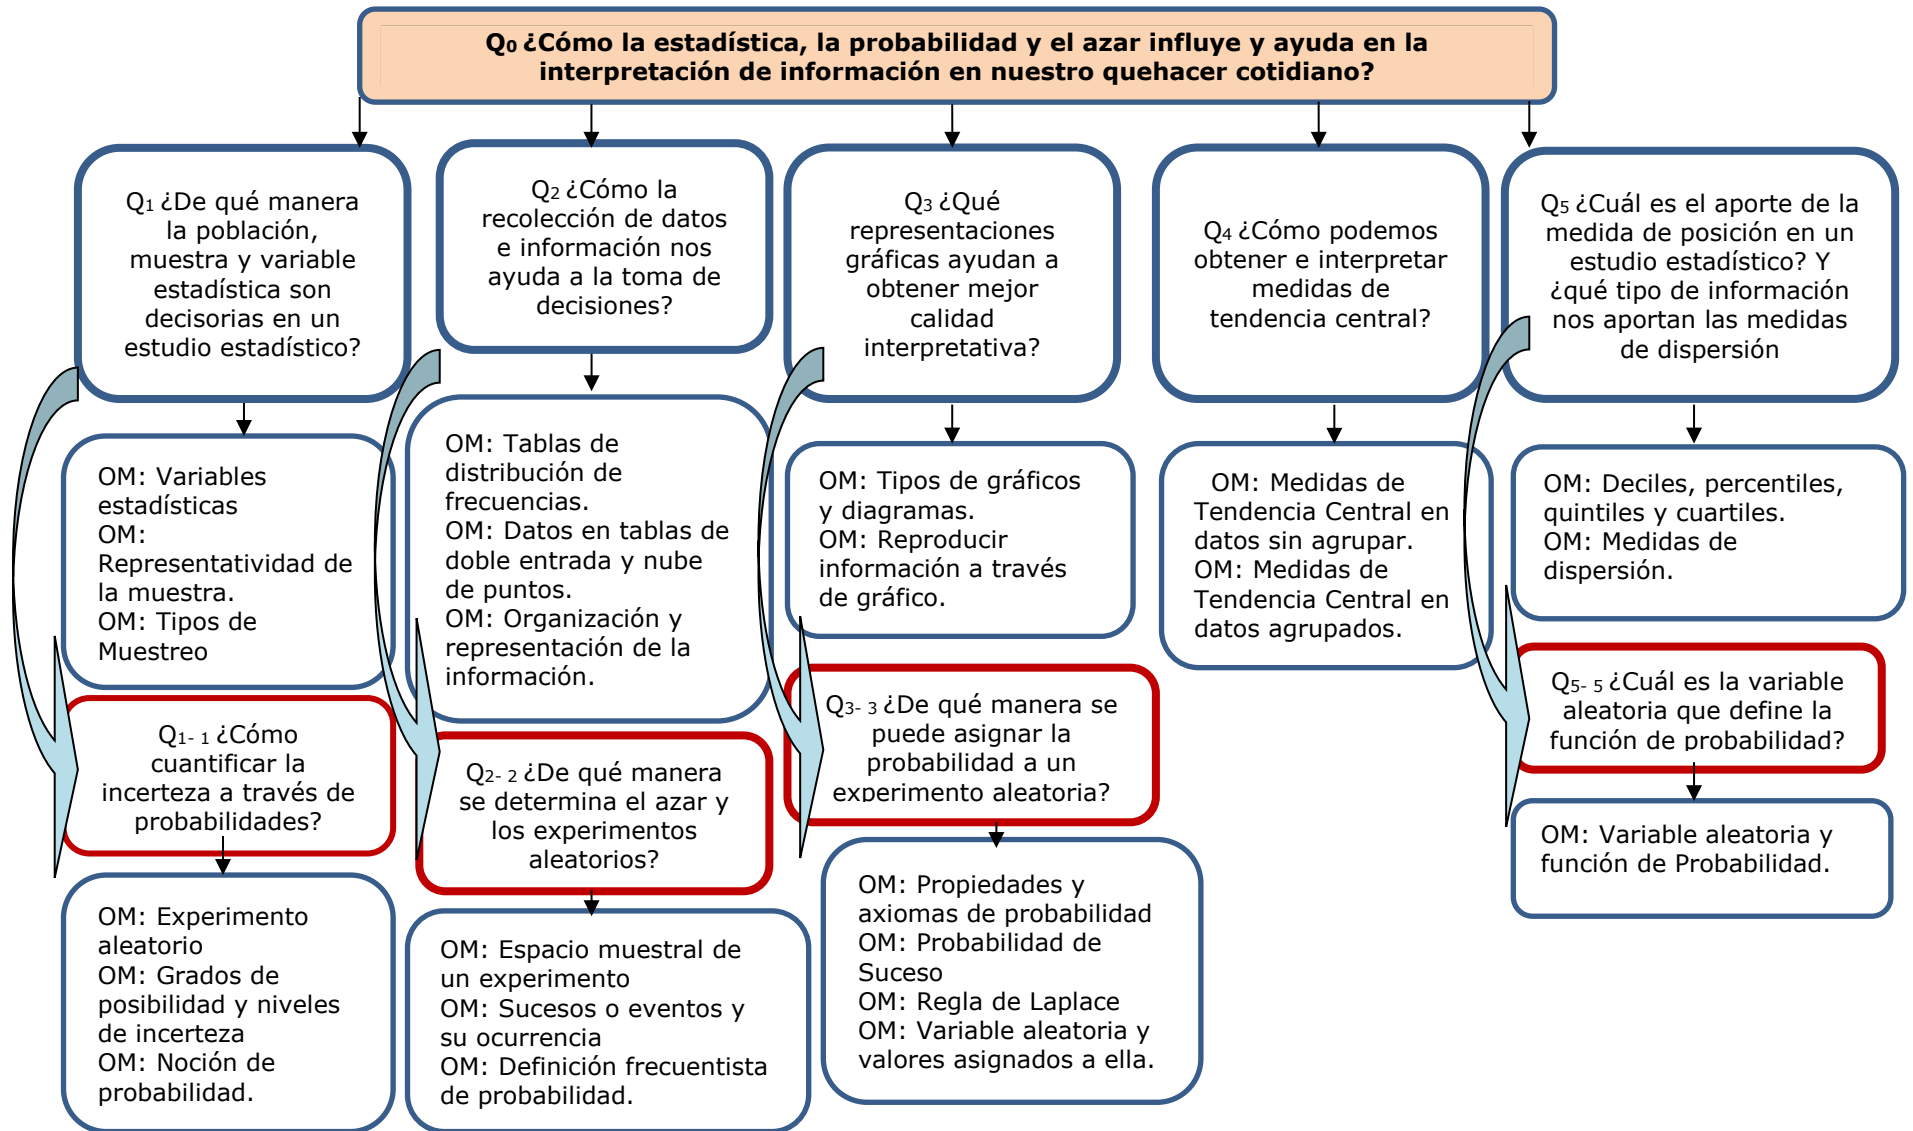 Q0 ¿Cómo la estadística, la probabilidad y el azar influye y ayuda en la
interpretación de información en nuestro quehacer cotidiano?
Q1 ¿De qué manera
la población,
muestra y variable
estadística son
decisorias en un
estudio estadístico?
Q2 ¿Cómo la
recolección de datos
e información nos
ayuda a la toma de
decisiones?
Q3 ¿Qué
representaciones
gráficas ayudan a
obtener mejor
calidad
interpretativa?
Q4 ¿Cómo podemos
obtener e interpretar
medidas de
tendencia central?
Q5 ¿Cuál es el aporte de la
medida de posición en un
estudio estadístico? Y
¿qué tipo de información
nos aportan las medidas
de dispersión
OM: Variables
estadísticas
OM:
Representatividad de
la muestra.
OM: Tipos de
Muestreo
OM: Tablas de
distribución de
frecuencias.
OM: Datos en tablas de
doble entrada y nube
de puntos.
OM: Organización y
representación de la
información.
OM: Tipos de gráficos
y diagramas.
OM: Reproducir
información a través
de gráfico.
OM: Medidas de
Tendencia Central en
datos sin agrupar.
OM: Medidas de
Tendencia Central en
datos agrupados.
OM: Deciles, percentiles,
quintiles y cuartiles.
OM: Medidas de
dispersión.
Q1- 1 ¿Cómo
cuantificar la
incerteza a través de
probabilidades?
Q2- 2 ¿De qué manera
se determina el azar y
los experimentos
aleatorios?
Q3- 3 ¿De qué manera se
puede asignar la
probabilidad a un
experimento aleatoria?
Q5- 5 ¿Cuál es la variable
aleatoria que define la
función de probabilidad?
OM: Experimento
aleatorio
OM: Grados de
posibilidad y niveles
de incerteza
OM: Noción de
probabilidad.
OM: Espacio muestral de
un experimento
OM: Sucesos o eventos y
su ocurrencia
OM: Definición frecuentista
de probabilidad.
OM: Propiedades y
axiomas de probabilidad
OM: Probabilidad de
Suceso
OM: Regla de Laplace
OM: Variable aleatoria y
valores asignados a ella.
OM: Variable aleatoria y
función de Probabilidad.